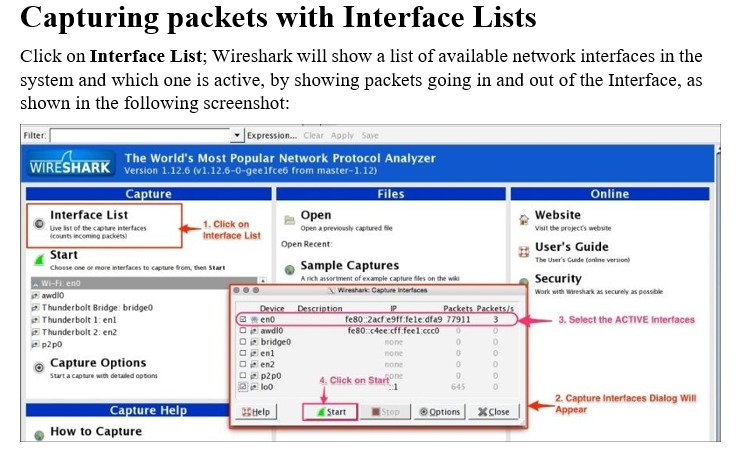 Capturing packets with Interface Lists
Click on Interface List; Wireshark will show a list of available network interfaces in the
system and which one is active, by showing packets going in and out of the Interface, as
shown in the following screenshot:
Filter: Expression... Clear Apply Save
WIRESHARK
The World's Most Popular Network Protocol Analyzer
Version 1.12.6 (v1.12.6-0-gee1fce6 from master-1.12)
Capture
Interface List
Live list of the capture interfaces
(counts incoming packets)
1. Click on
Interface List
Start
Choose one or more interfaces to capture from, then Start
Wi-Fi: en0
awdl0
Thunderbolt Bridge: bridge0
Thunderbolt 1: en1
Thunderbolt 2: en2
p2p0
Capture Options
Start a capture with detailed options
Capture Help
How to Capture
Files
Open
Open a previously captured file
Open Recent:
Sample Captures
A rich assortment of example capture files on the wiki
Online
Website
Visit the project's website
User's Guide
The User's Guide (online version)
Security
Work with Wireshark as securely as possible
Wireshark: Capture Interfaces
Device Description IP Packets Packets/s
en0 fe80::2acf:e9ff:fe1e:dfa9 77911 3
awdl0 fe80::c4ee:cff:fee1:ccc0 0 0
bridge0 none 0 0
en1 none 0 0
en2 none 0 0
p2p0 none 0 0
lo0 ::1 645 0
4. Click on Start
Help Start Stop Options Close
3. Select the ACTIVE Interfaces
2. Capture Interfaces Dialog Will
Appear